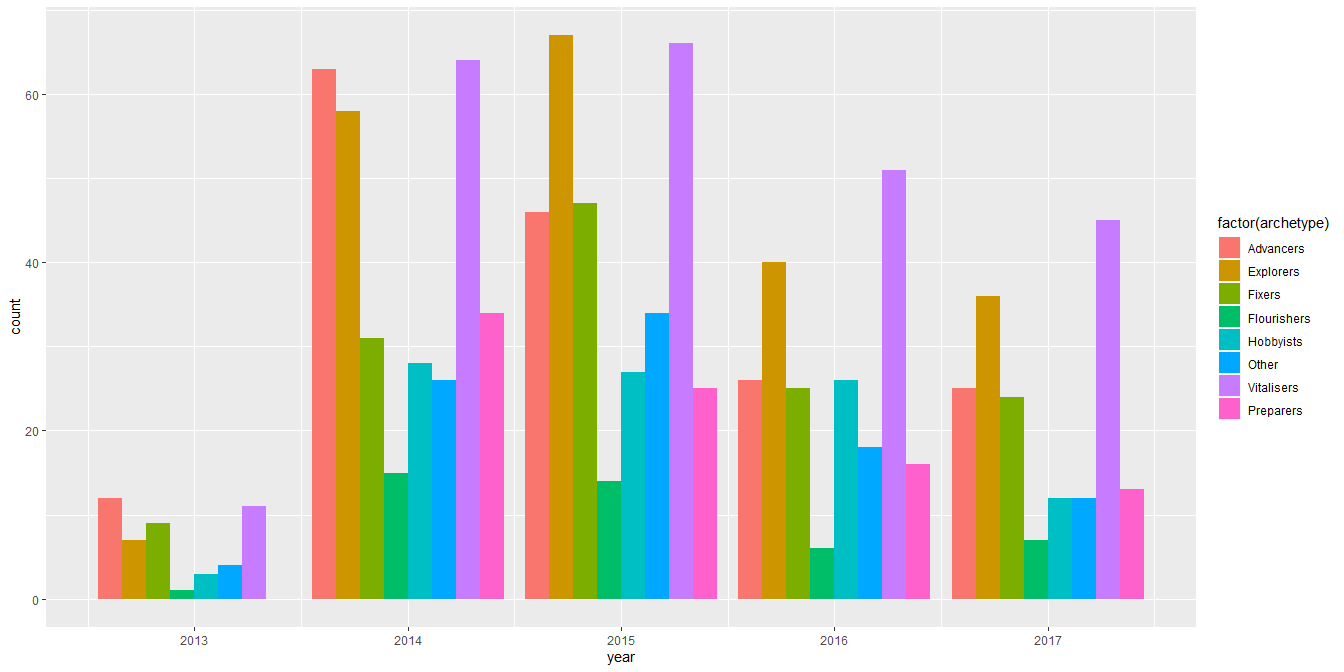 60
40
20
0
count
2013 2014 2015 2016 2017
year
factor(archetype)
Advancers
Explorers
Fixers
Flourishers
Hobbyists
Other
Vitalisers
Preparers